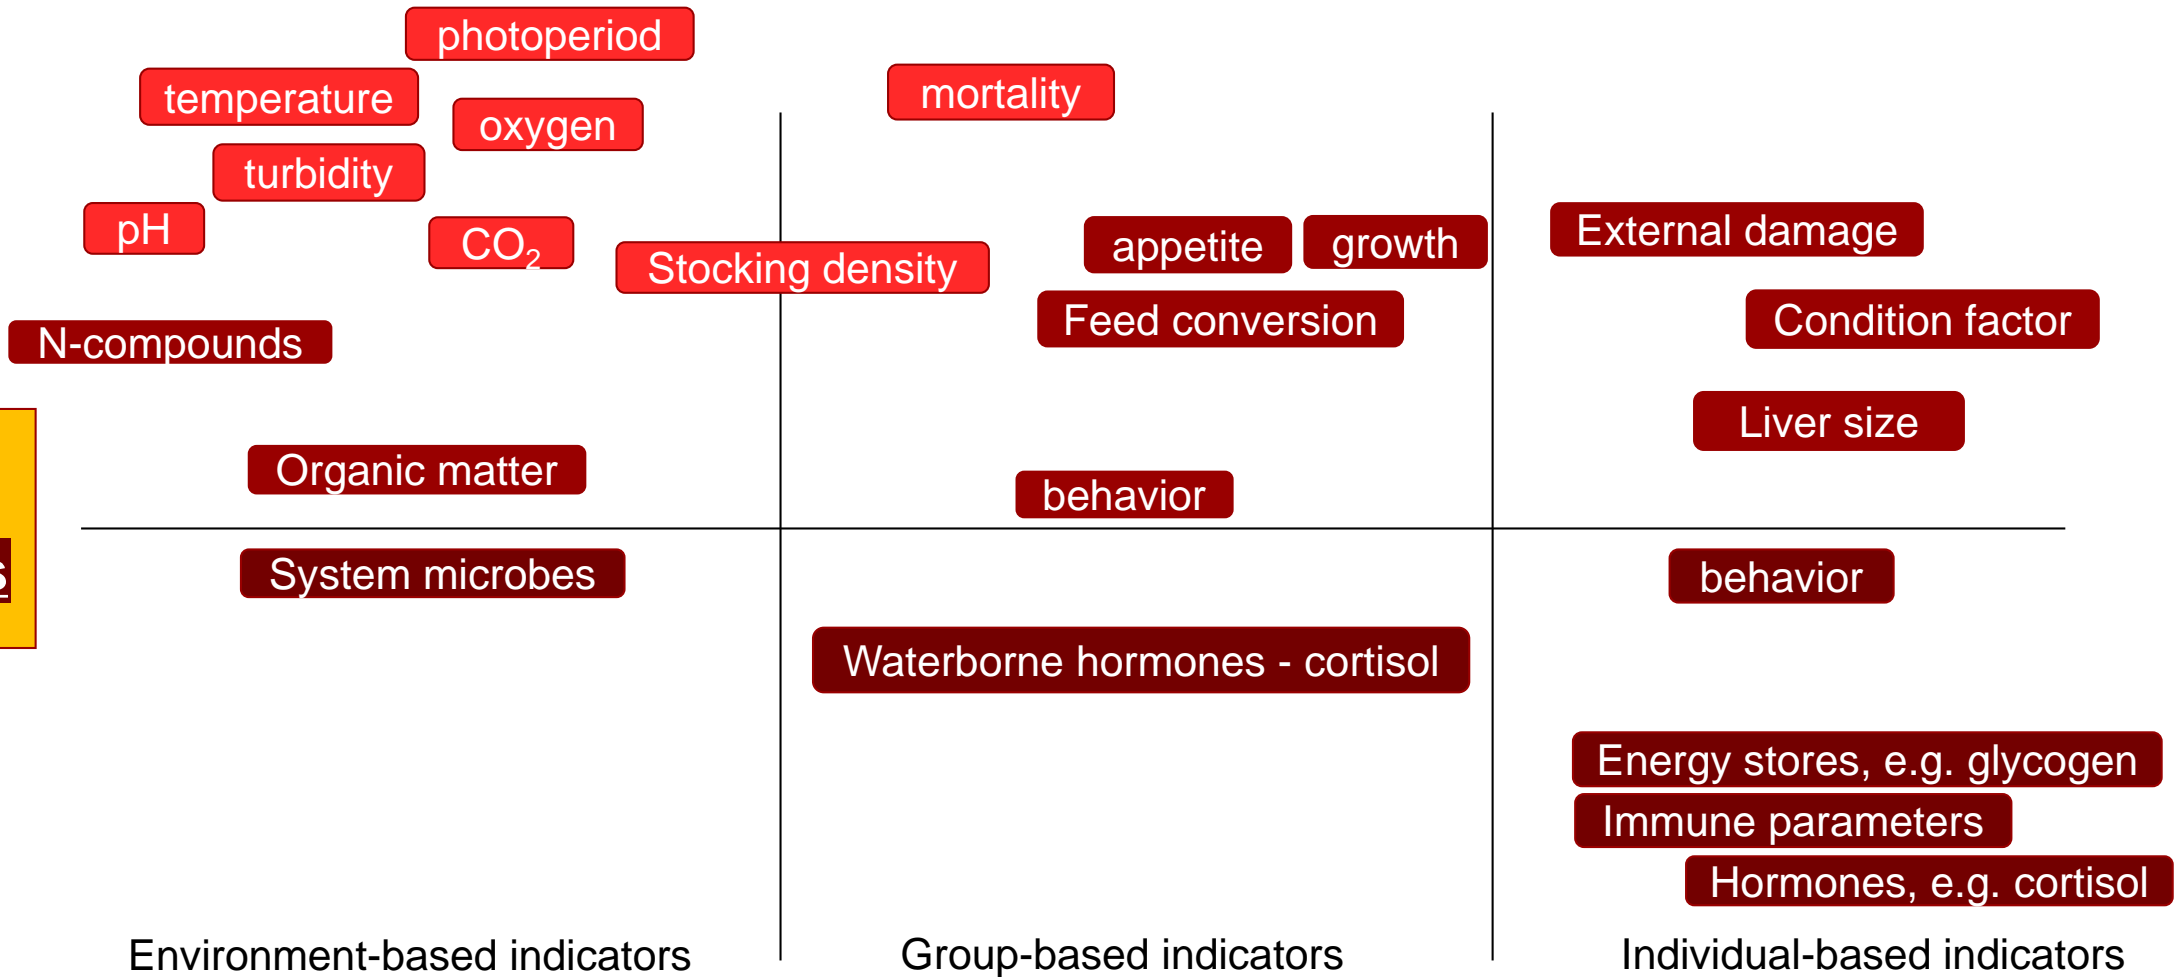 photoperiod
temperature
mortality
oxygen
turbidity
pH
CO₂
Stocking density
appetite
growth
External damage
Feed conversion
Condition factor
N-compounds
Liver size
Organic matter
behavior
System microbes
behavior
Waterborne hormones - cortisol
Energy stores, e.g. glycogen
Immune parameters
Hormones, e.g. cortisol
Environment-based indicators
Group-based indicators
Individual-based indicators